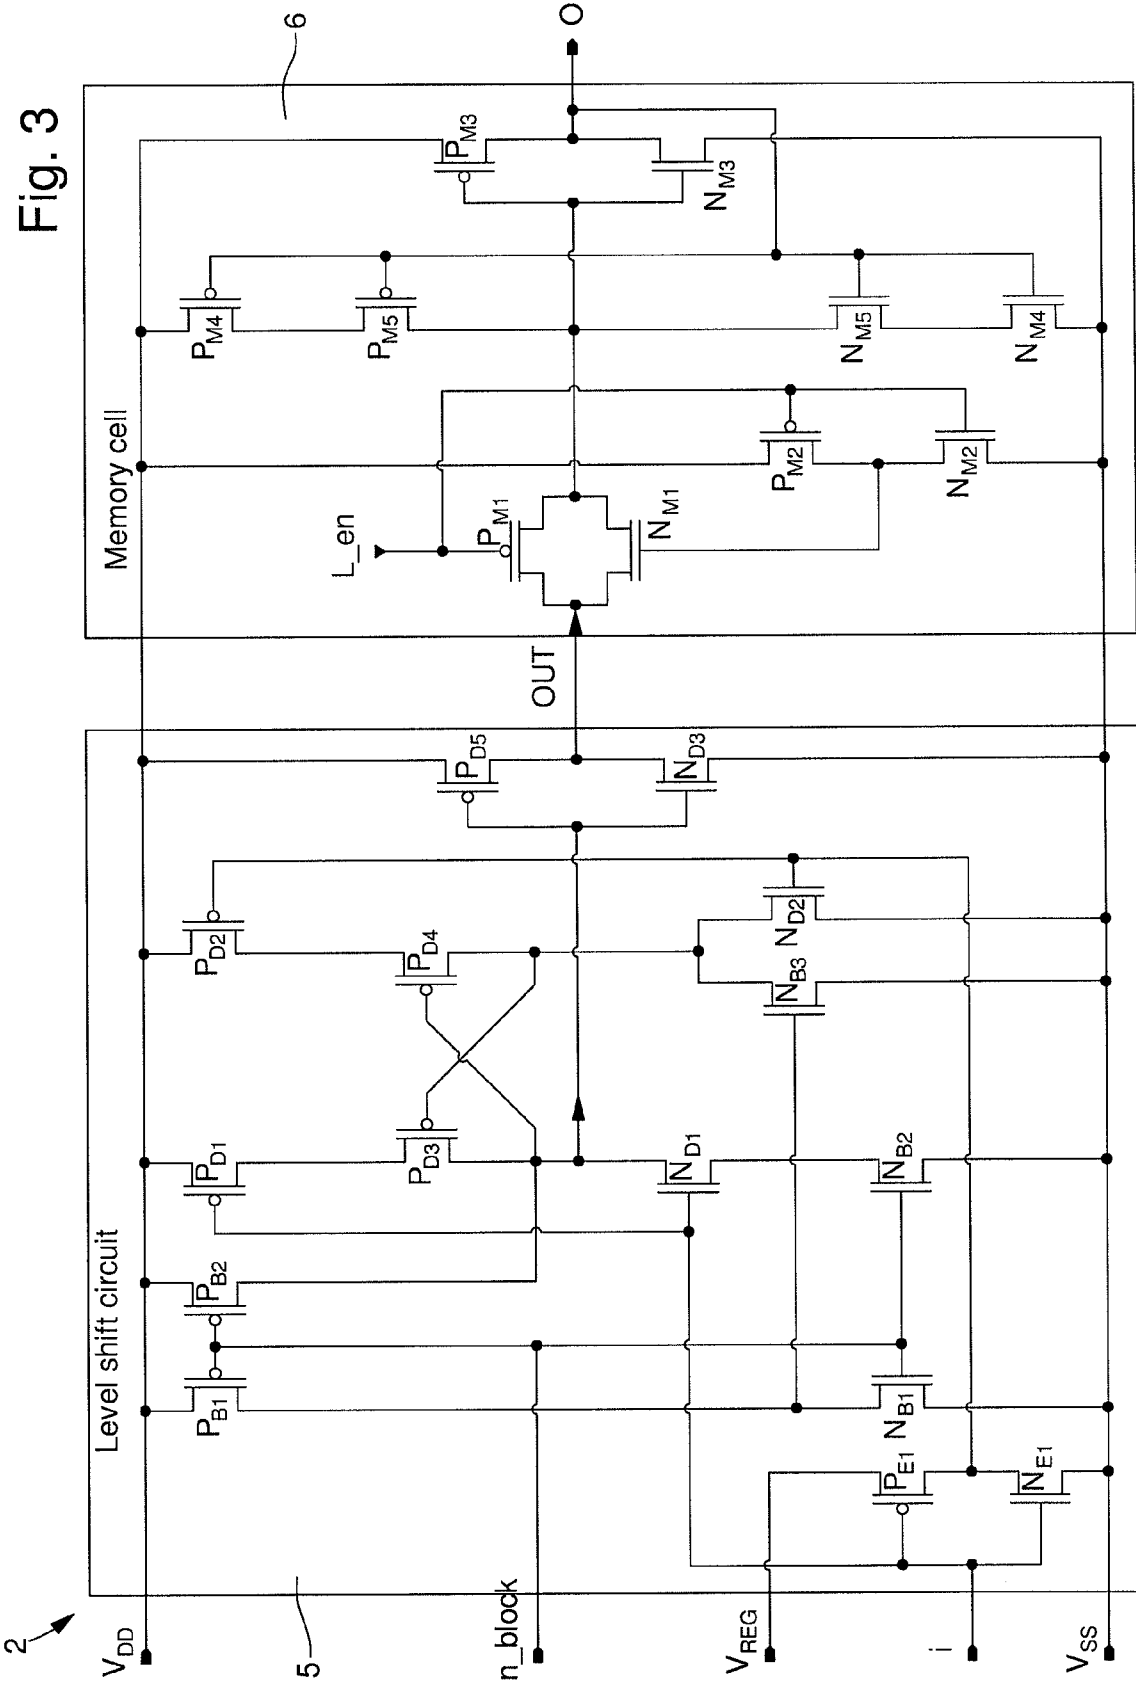 Fig. 3
2
5
6
Level shift circuit
Memory cell
V_DD
n_block
V_REG
i
V_SS
P_B1
P_B2
P_D1
P_D2
P_D3
P_D4
P_D5
N_D1
N_B2
N_B3
N_D2
N_D3
N_B1
P_E1
N_E1
OUT
L_en
P_M1
N_M1
P_M2
N_M2
P_M4
P_M5
N_M5
N_M4
P_M3
N_M3
O